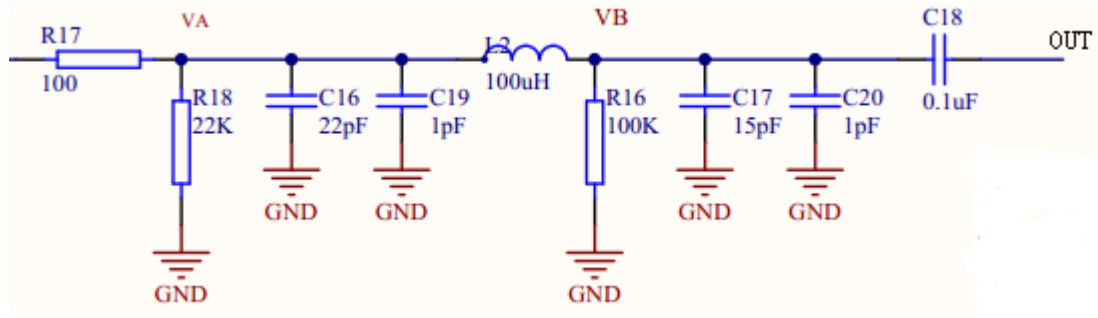 VA
VB
C18
OUT
R17
100
L2
100uH
0.1uF
R18
22K
C16
22pF
C19
1pF
R16
100K
C17
15pF
C20
1pF
GND
GND
GND
GND
GND
GND